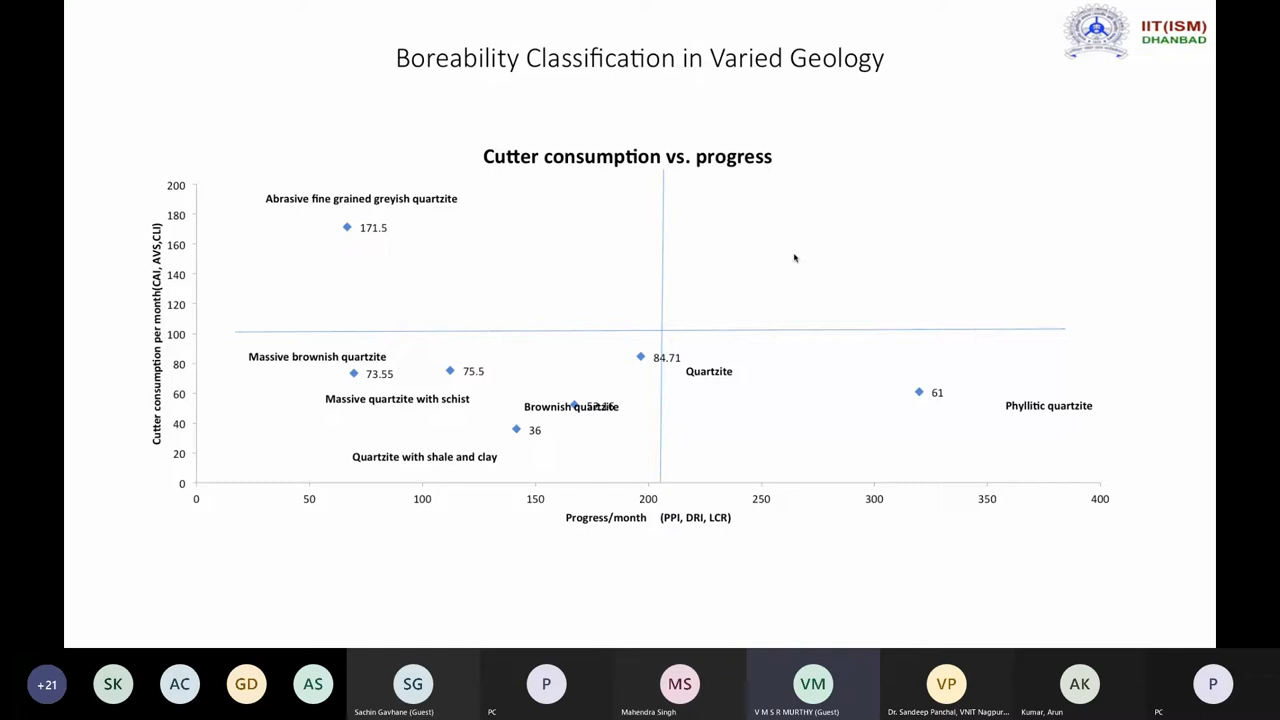 IIT(ISM)
DHANBAD
Boreability Classification in Varied Geology
Cutter consumption vs. progress
Cutter consumption per month(CAI, AVS,CLI)
200
180
160
140
120
100
80
60
40
20
0
Abrasive fine grained greyish quartzite
171.5
Massive brownish quartzite
73.55
75.5
84.71
Massive quartzite with schist
Quartzite
61
Brownish quartzite
Phyllitic quartzite
36
Quartzite with shale and clay
0 50 100 150 200 250 300 350 400
Progress/month (PPI, DRI, LCR)
+21
SK
AC
GD
AS
SG
P
MS
VM
VP
AK
P
Sachin Gavhane (Guest)
PC
Mahendra Singh
V M S R MURTHY (Guest)
Dr. Sandeep Panchal, VNIT Nagpur...
Kumar, Arun
PC